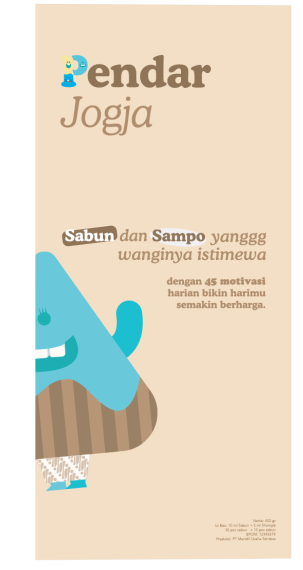 Pendar
Jogja
Sabun dan Sampo yanggg
wanginya istimewa
dengan 45 motivasi
harian bikin harimu
semakin berharga.